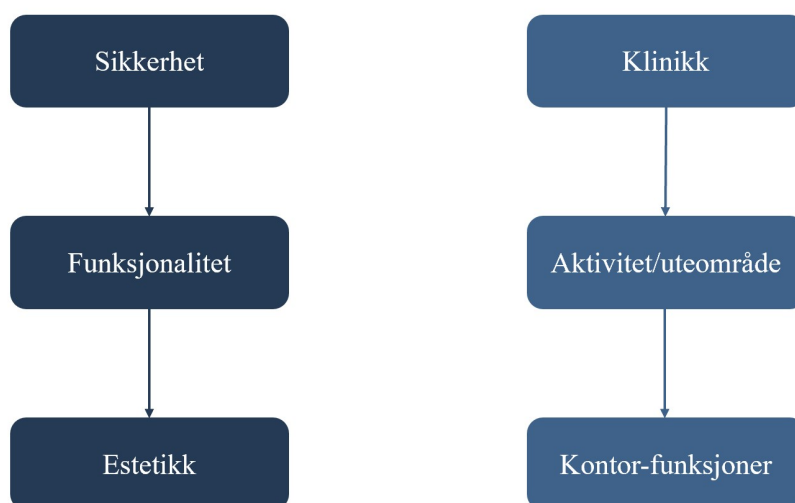 Sikkerhet
Funksjonalitet
Estetikk
Klinikk
Aktivitet/uteområde
Kontor-funksjoner